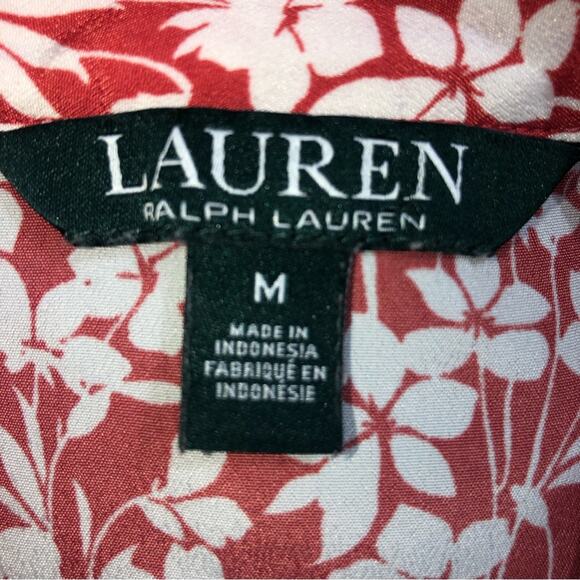 LAUREN
RALPH LAUREN
M
MADE IN
INDONESIA
FABRIQUÉ EN
INDONÉSIE